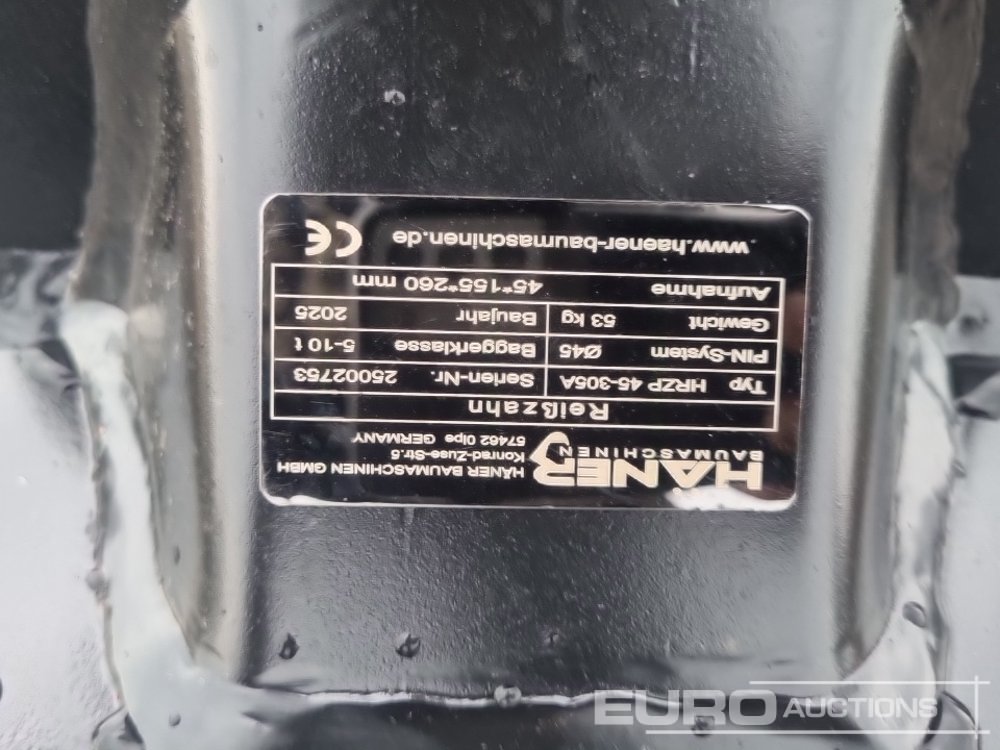 HÄNER
BAUMASCHINEN
HÄNER BAUMASCHINEN GMBH
Konrad-Zuse-Str.5
57462 Olpe GERMANY
Reißzahn
Typ HRZP 45-305A Serien-Nr. 25002753
PIN-System Ø45 Baggerklasse 5-10 t
Gewicht 53 kg Baujahr 2025
Aufnahme 45*155*260 mm
www.haener-baumaschinen.de CE
EURO AUCTIONS